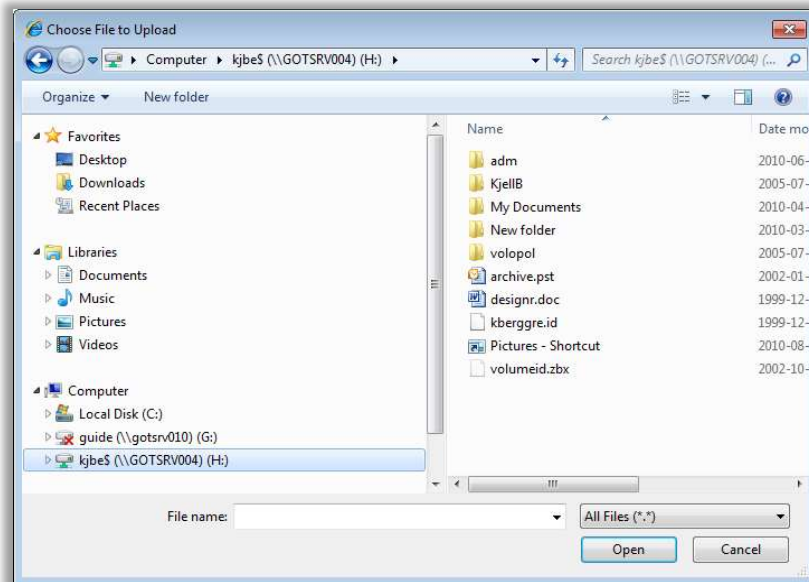 Choose File to Upload
Computer kjbe$ (\\GOTSRV004) (H:)
Search kjbe$ (\\GOTSRV004) (...
Organize New folder
Name Date mo
Favorites
Desktop
Downloads
Recent Places
Libraries
Documents
Music
Pictures
Videos
Computer
Local Disk (C:)
guide (\\gotsrv010) (G:)
kjbe$ (\\GOTSRV004) (H:)
adm 2010-06-
KjellB 2005-07-
My Documents 2010-04-
New folder 2010-03-
volopol 2005-07-
archive.pst 2002-01-
designr.doc 1999-12-
kberggre.id 1999-12-
Pictures - Shortcut 2010-08-
volumeid.zbx 2002-10-
File name: All Files (*.*)
Open Cancel